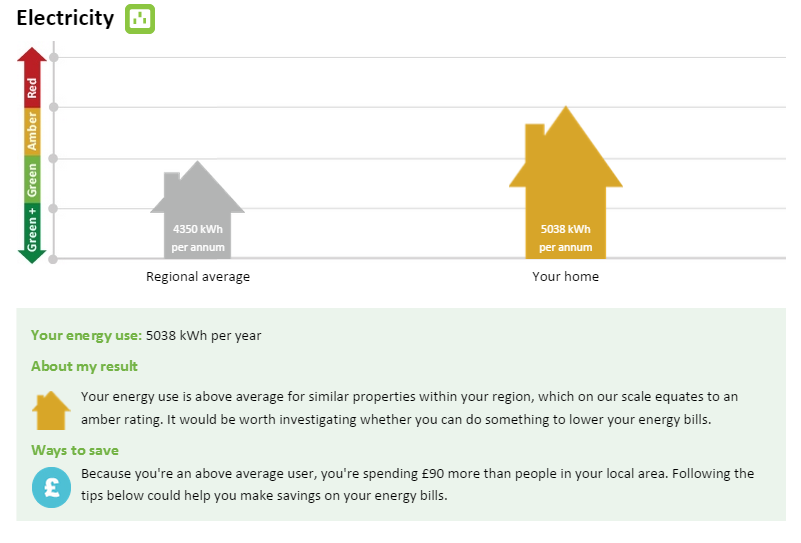 Electricity
Red
Amber
Green
Green +
4350 kWh
per annum
5038 kWh
per annum
Regional average
Your home
Your energy use: 5038 kWh per year
About my result
Your energy use is above average for similar properties within your region, which on our scale equates to an
amber rating. It would be worth investigating whether you can do something to lower your energy bills.
Ways to save
£
Because you're an above average user, you're spending £90 more than people in your local area. Following the
tips below could help you make savings on your energy bills.